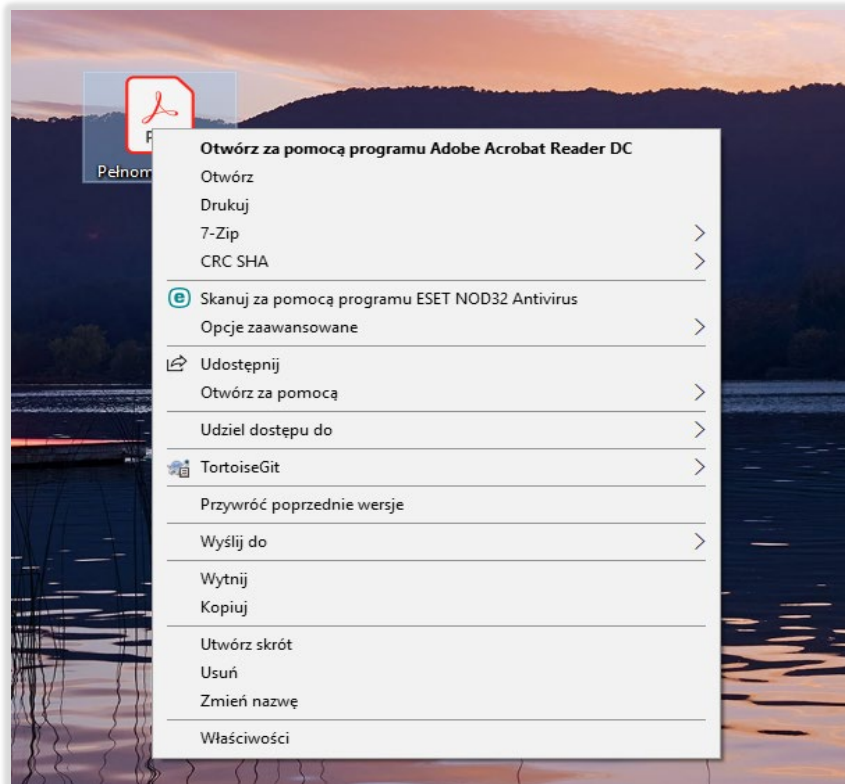 Pełnom
Otwórz za pomocą programu Adobe Acrobat Reader DC
Otwórz
Drukuj
7-Zip
CRC SHA
Skanuj za pomocą programu ESET NOD32 Antivirus
Opcje zaawansowane
Udostępnij
Otwórz za pomocą
Udziel dostępu do
TortoiseGit
Przywróć poprzednie wersje
Wyślij do
Wytnij
Kopiuj
Utwórz skrót
Usuń
Zmień nazwę
Właściwości